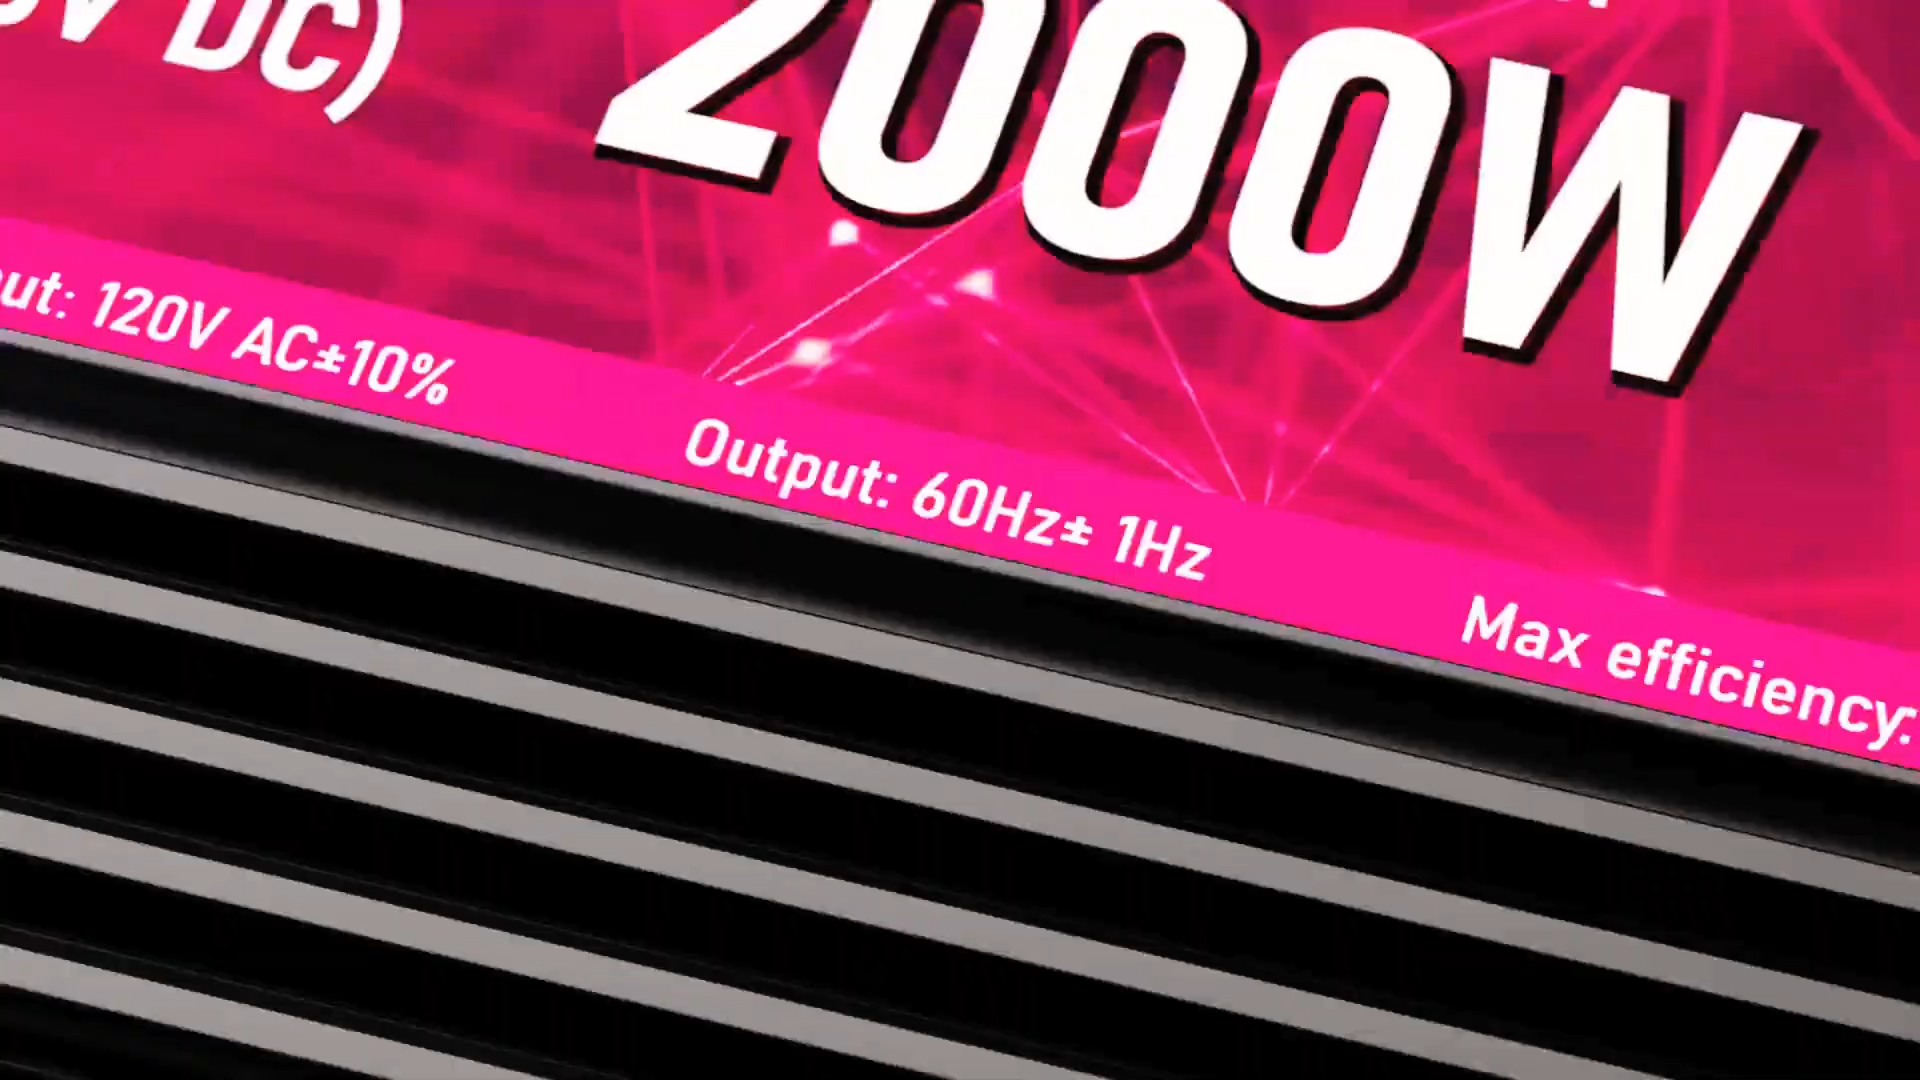 V DC)
2000W
ut: 120V AC±10%
Output: 60Hz± 1Hz
Max efficiency: